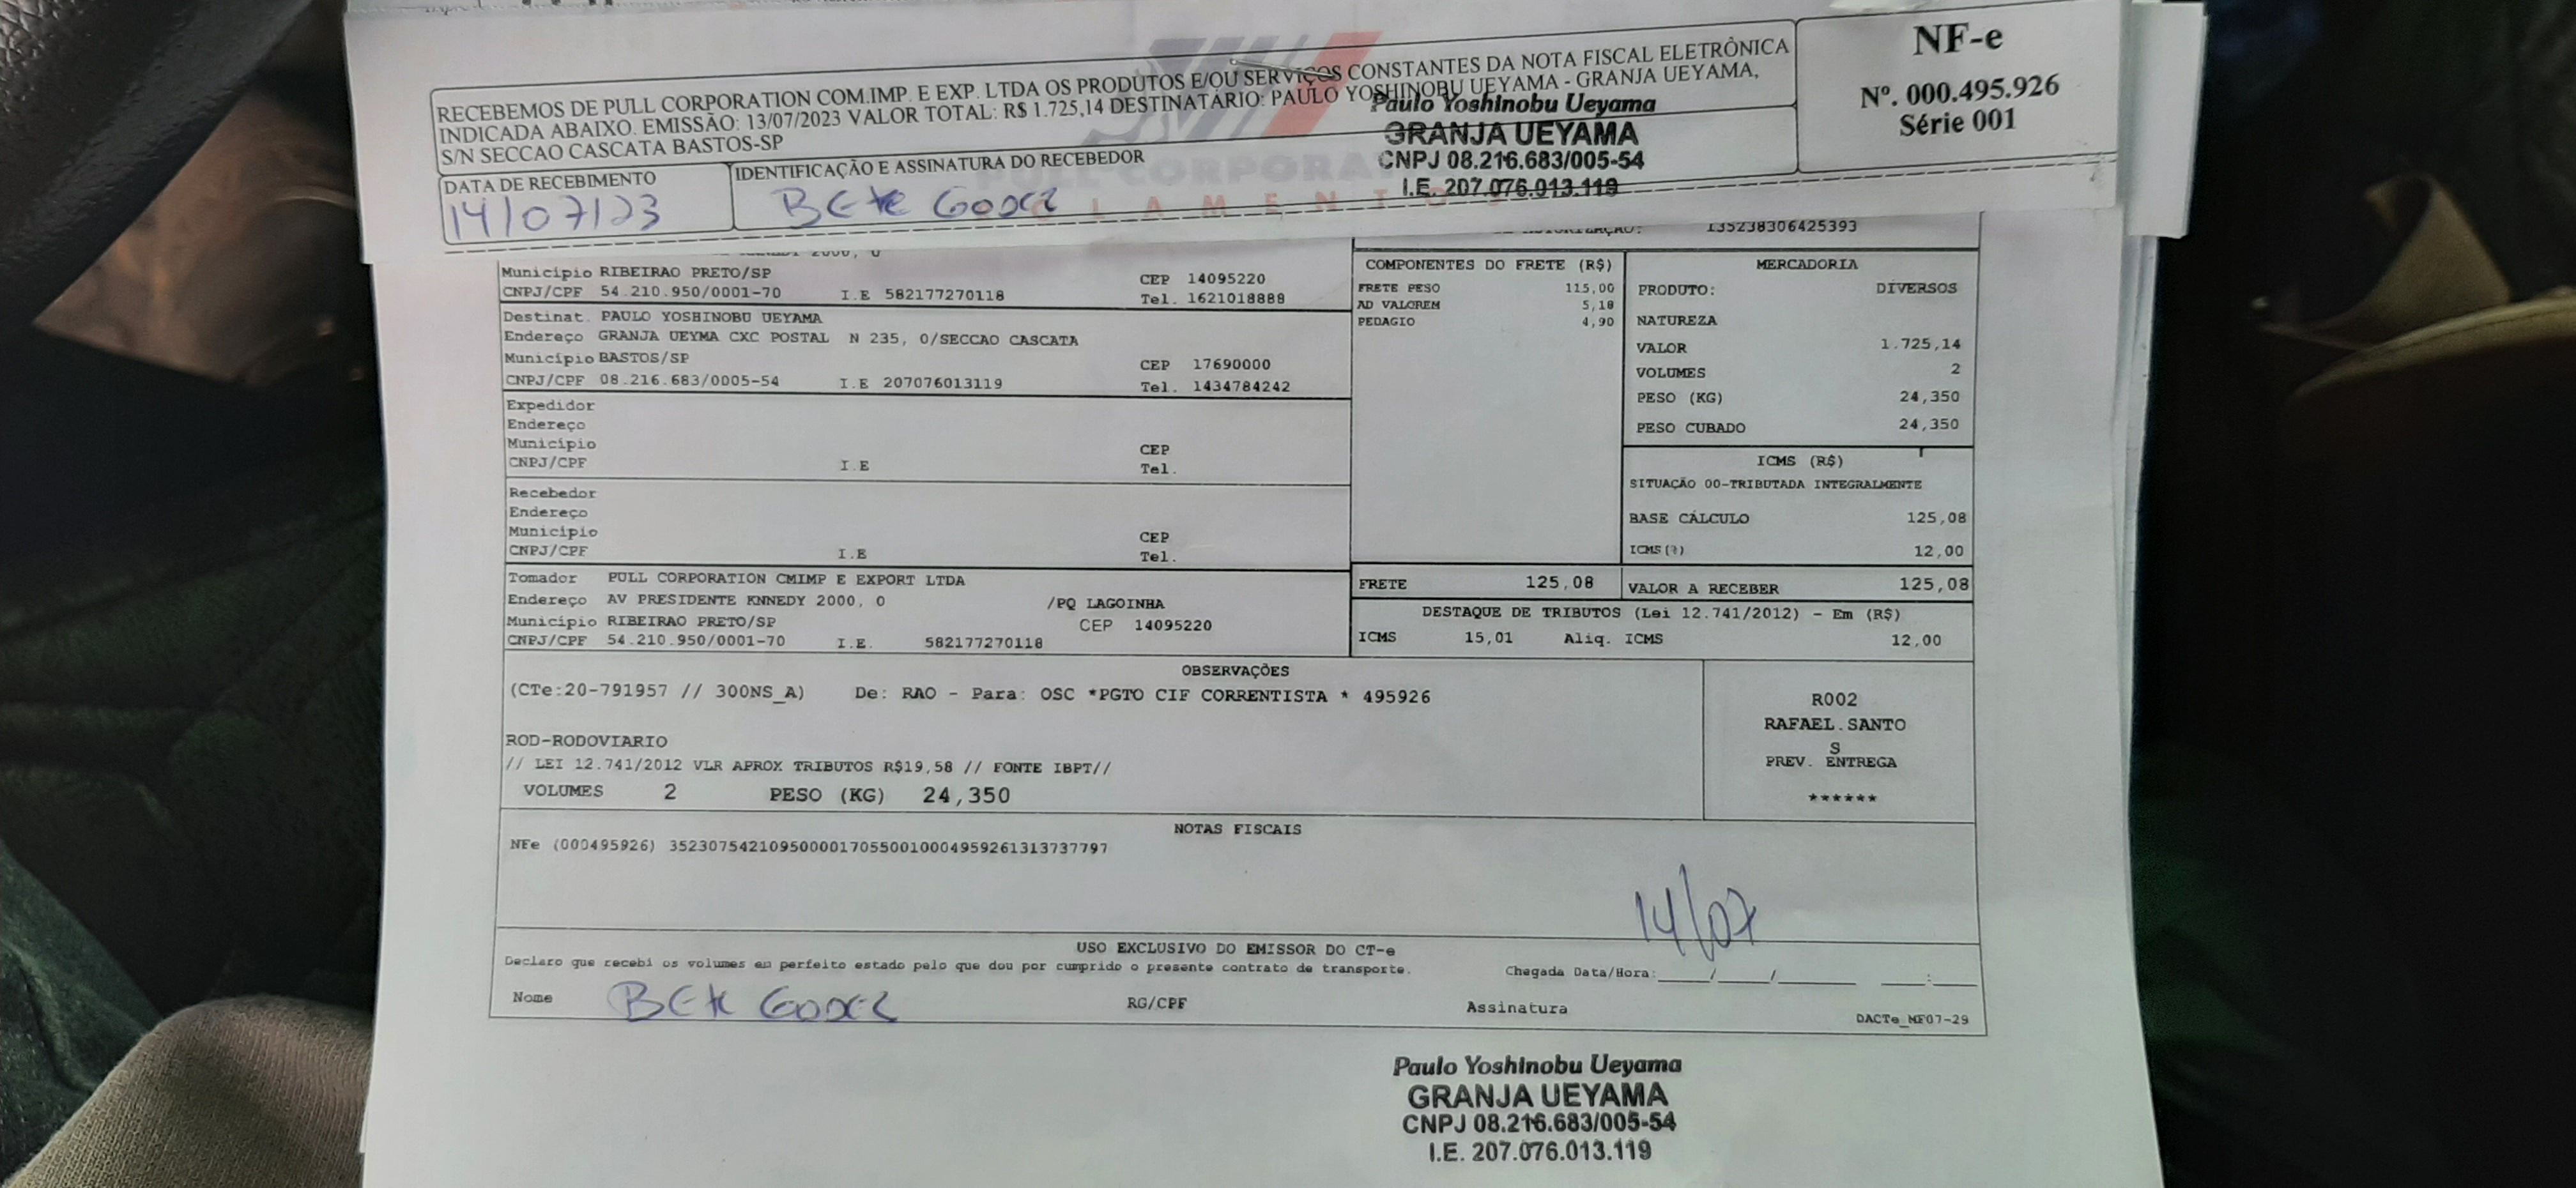 RECEBEMOS DE PULL CORPORATION COM.IMP. E EXP. LTDA OS PRODUTOS E/OU SERVIÇOS CONSTANTES DA NOTA FISCAL ELETRÔNICA
INDICADA ABAIXO. EMISSÃO: 13/07/2023 VALOR TOTAL: R$ 1.725,14 DESTINATÁRIO: PAULO YOSHINOBU UEYAMA - GRANJA UEYAMA,
S/N SECCAO CASCATA BASTOS-SP
NF-e
Nº. 000.495.926
Série 001
Paulo Yoshinobu Ueyama
GRANJA UEYAMA
CNPJ 08.216.683/005-54
I.E. 207.076.013.119
DATA DE RECEBIMENTO
14/07/23
IDENTIFICAÇÃO E ASSINATURA DO RECEBEDOR
135238306425393
Município RIBEIRAO PRETO/SP CEP 14095220
CNPJ/CPF 54.210.950/0001-70 I.E 582177270118 Tel. 1621018888
Destinat. PAULO YOSHINOBU UEYAMA
Endereço GRANJA UEYMA CXC POSTAL N 235, 0/SECCAO CASCATA
Município BASTOS/SP CEP 17690000
CNPJ/CPF 08.216.683/0005-54 I.E 207076013119 Tel. 1434784242
Expedidor
Endereço
Município CEP
CNPJ/CPF I.E Tel.
Recebedor
Endereço
Município CEP
CNPJ/CPF I.E Tel.
Tomador PULL CORPORATION CMIMP E EXPORT LTDA
Endereço AV PRESIDENTE KNNEDY 2000, 0 /PQ LAGOINHA
Município RIBEIRAO PRETO/SP CEP 14095220
CNPJ/CPF 54.210.950/0001-70 I.E. 582177270118
COMPONENTES DO FRETE (R$)
FRETE PESO 115,00
AD VALOREM 5,18
PEDAGIO 4,90
MERCADORIA
PRODUTO: DIVERSOS
NATUREZA
VALOR 1.725,14
VOLUMES 2
PESO (KG) 24,350
PESO CUBADO 24,350
ICMS (R$)
SITUAÇÃO 00-TRIBUTADA INTEGRALMENTE
BASE CÁLCULO 125,08
ICMS(%) 12,00
FRETE 125,08 VALOR A RECEBER 125,08
DESTAQUE DE TRIBUTOS (Lei 12.741/2012) - Em (R$)
ICMS 15,01 Aliq. ICMS 12,00
OBSERVAÇÕES
(CTe:20-791957 // 300NS_A) De: RAO - Para: OSC *PGTO CIF CORRENTISTA * 495926
ROD-RODOVIARIO
// LEI 12.741/2012 VLR APROX TRIBUTOS R$19,58 // FONTE IBPT//
VOLUMES 2 PESO (KG) 24,350
R002
RAFAEL.SANTO
S
PREV. ENTREGA
******
NOTAS FISCAIS
NFe (000495926) 35230754210950000170550010004959261313737797
14/07
USO EXCLUSIVO DO EMISSOR DO CT-e
Declaro que recebi os volumes em perfeito estado pelo que dou por cumprido o presente contrato de transporte.
Chegada Data/Hora:____/____/______ ___:____
Nome RG/CPF Assinatura
DACTe_MF07-29
Paulo Yoshinobu Ueyama
GRANJA UEYAMA
CNPJ 08.216.683/005-54
I.E. 207.076.013.119